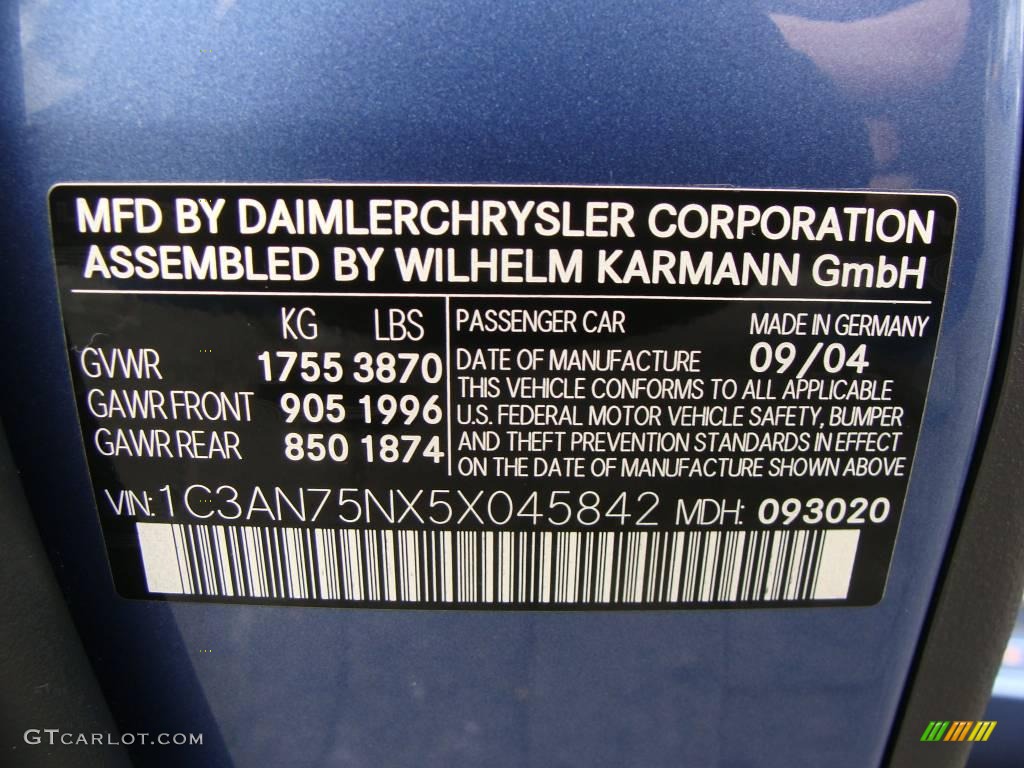 MFD BY DAIMLERCHRYSLER CORPORATION
ASSEMBLED BY WILHELM KARMANN GmbH
KG LBS
GVWR 1755 3870
GAWR FRONT 905 1996
GAWR REAR 850 1874
PASSENGER CAR MADE IN GERMANY
DATE OF MANUFACTURE 09/04
THIS VEHICLE CONFORMS TO ALL APPLICABLE
U.S. FEDERAL MOTOR VEHICLE SAFETY, BUMPER
AND THEFT PREVENTION STANDARDS IN EFFECT
ON THE DATE OF MANUFACTURE SHOWN ABOVE
VIN: 1C3AN75NX5X045842 MDH: 093020
GTCARLOT.COM